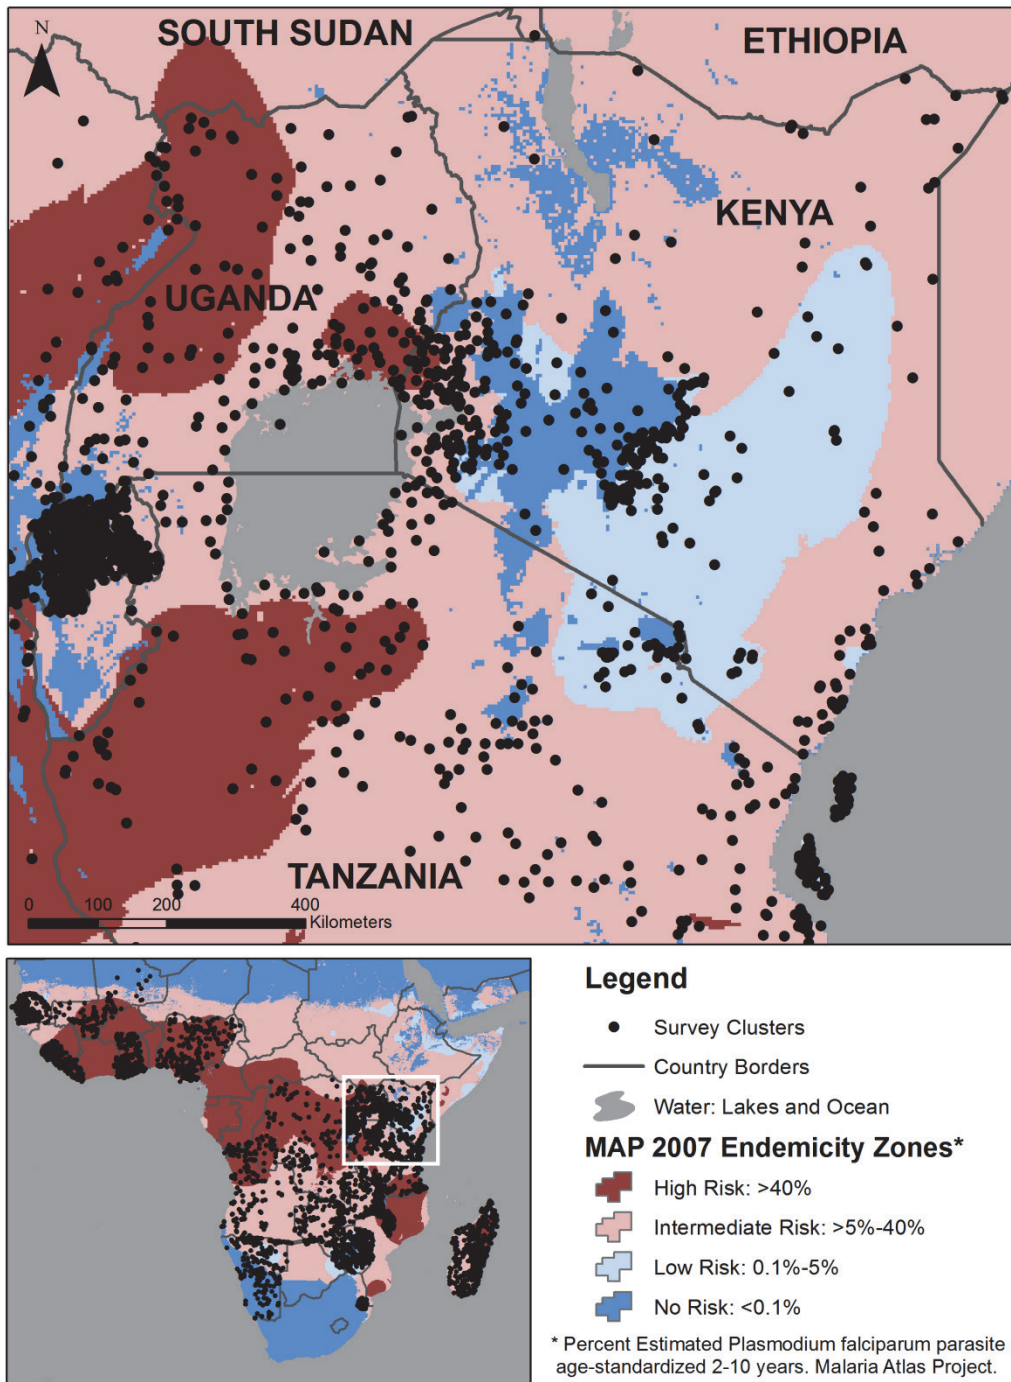 N
SOUTH SUDAN
ETHIOPIA
KENYA
UGANDA
TANZANIA
0 100 200 400
Kilometers
Legend
Survey Clusters
Country Borders
Water: Lakes and Ocean
MAP 2007 Endemicity Zones*
High Risk: >40%
Intermediate Risk: >5%-40%
Low Risk: 0.1%-5%
No Risk: <0.1%
* Percent Estimated Plasmodium falciparum parasite
age-standardized 2-10 years. Malaria Atlas Project.